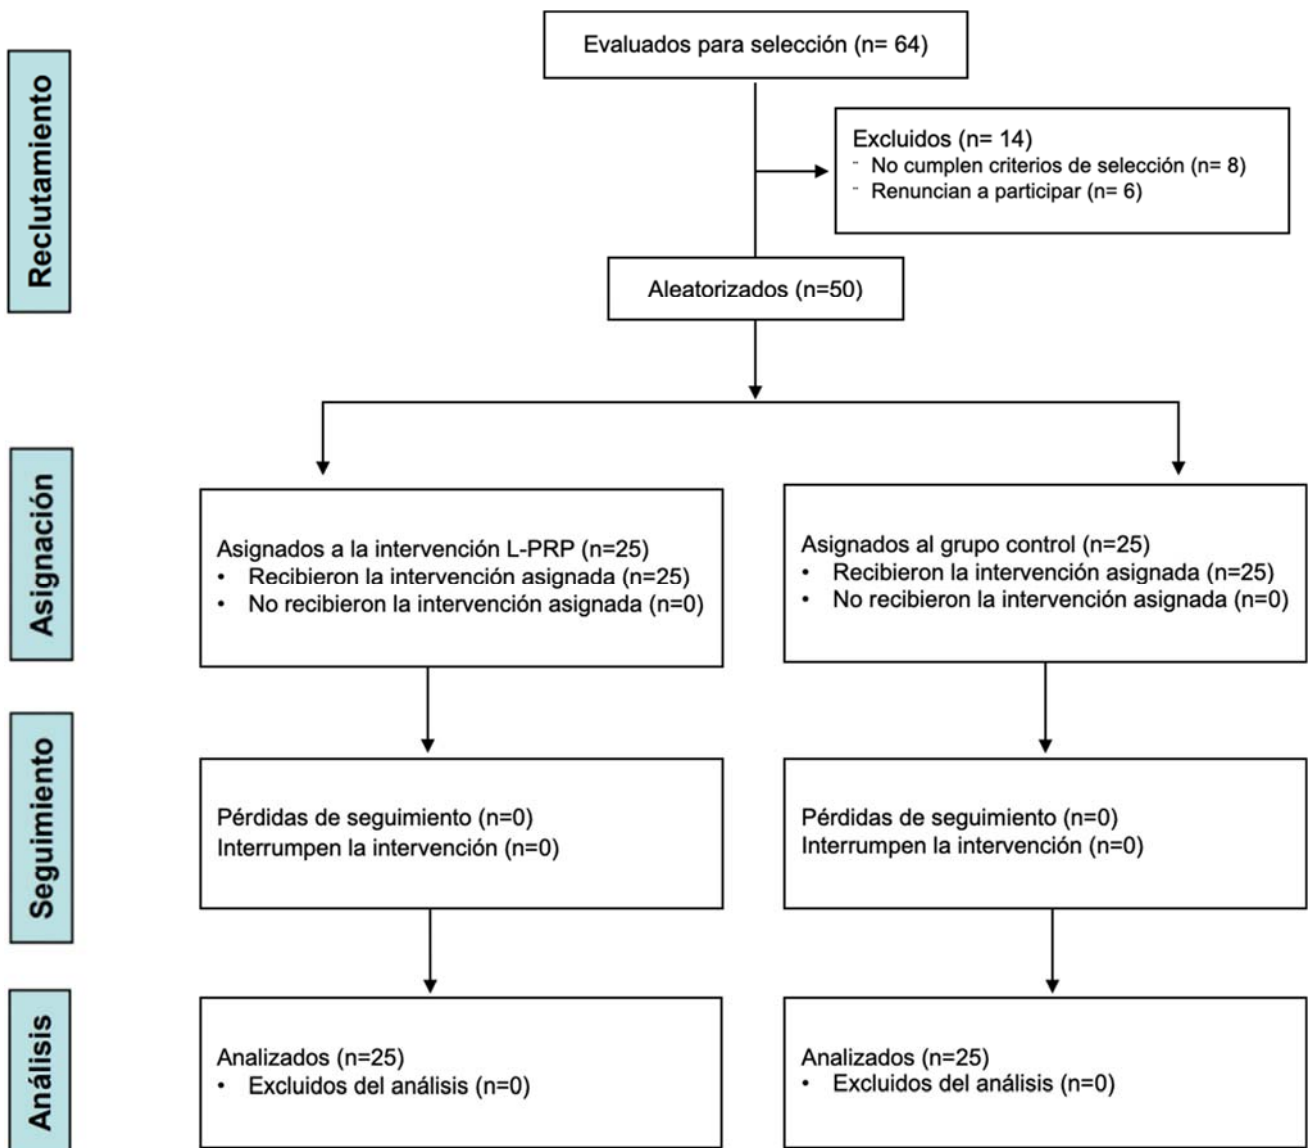 Reclutamiento
Evaluados para selección (n= 64)
Excluidos (n= 14)
- No cumplen criterios de selección (n= 8)
- Renuncian a participar (n= 6)
Aleatorizados (n=50)
Asignación
Asignados a la intervención L-PRP (n=25)
• Recibieron la intervención asignada (n=25)
• No recibieron la intervención asignada (n=0)
Asignados al grupo control (n=25)
• Recibieron la intervención asignada (n=25)
• No recibieron la intervención asignada (n=0)
Seguimiento
Pérdidas de seguimiento (n=0)
Interrumpen la intervención (n=0)
Pérdidas de seguimiento (n=0)
Interrumpen la intervención (n=0)
Análisis
Analizados (n=25)
• Excluidos del análisis (n=0)
Analizados (n=25)
• Excluidos del análisis (n=0)